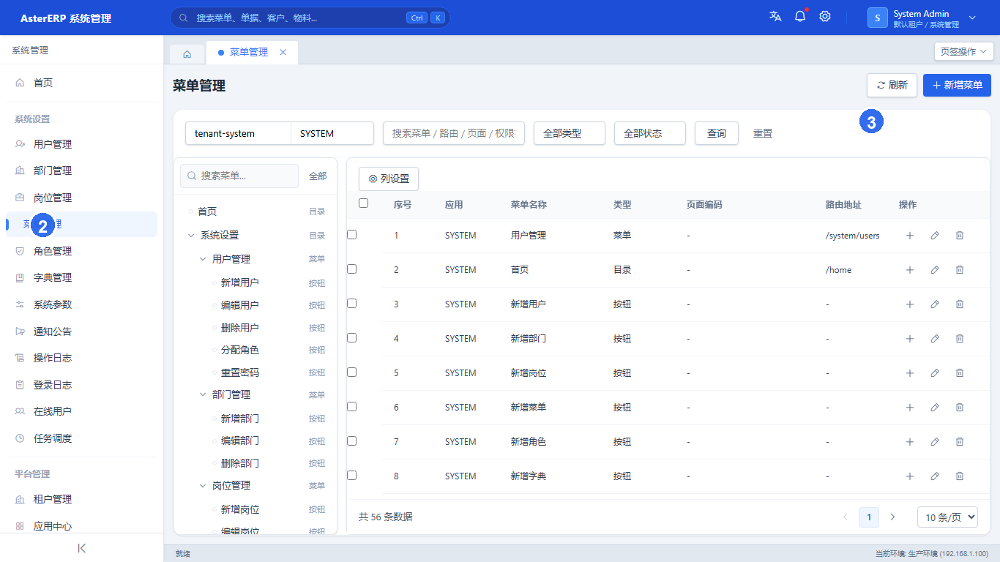 AsterERP 系统管理
搜索菜单、单据、客户、物料... Ctrl K
S System Admin
默认租户 / 系统管理
系统管理
首页
系统设置
用户管理
部门管理
岗位管理
2
角色管理
字典管理
系统参数
通知公告
操作日志
登录日志
在线用户
任务调度
平台管理
租户管理
应用中心
菜单管理
页签操作
菜单管理
刷新
新增菜单
3
tenant-system SYSTEM 搜索菜单 / 路由 / 页面 / 权限 全部类型 全部状态 查询 重置
搜索菜单... 全部
首页 目录
系统设置 目录
用户管理 菜单
新增用户 按钮
编辑用户 按钮
删除用户 按钮
分配角色 按钮
重置密码 按钮
部门管理 菜单
新增部门 按钮
编辑部门 按钮
删除部门 按钮
岗位管理 菜单
新增岗位 按钮
编辑岗位 按钮
列设置
序号 应用 菜单名称 类型 页面编码 路由地址 操作
1 SYSTEM 用户管理 菜单 - /system/users
2 SYSTEM 首页 目录 - /home
3 SYSTEM 新增用户 按钮 - -
4 SYSTEM 新增部门 按钮 - -
5 SYSTEM 新增岗位 按钮 - -
6 SYSTEM 新增菜单 按钮 - -
7 SYSTEM 新增角色 按钮 - -
8 SYSTEM 新增字典 按钮 - -
共 56 条数据
1
10 条/页
就绪
当前环境: 生产环境 (192.168.1.100)